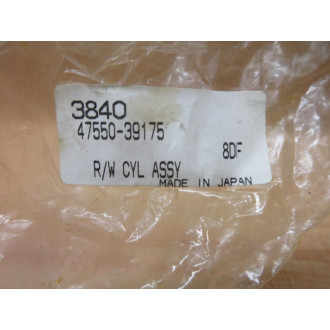 3840
47550-39175
8DF
R/W CYL ASSY
MADE IN JAPAN